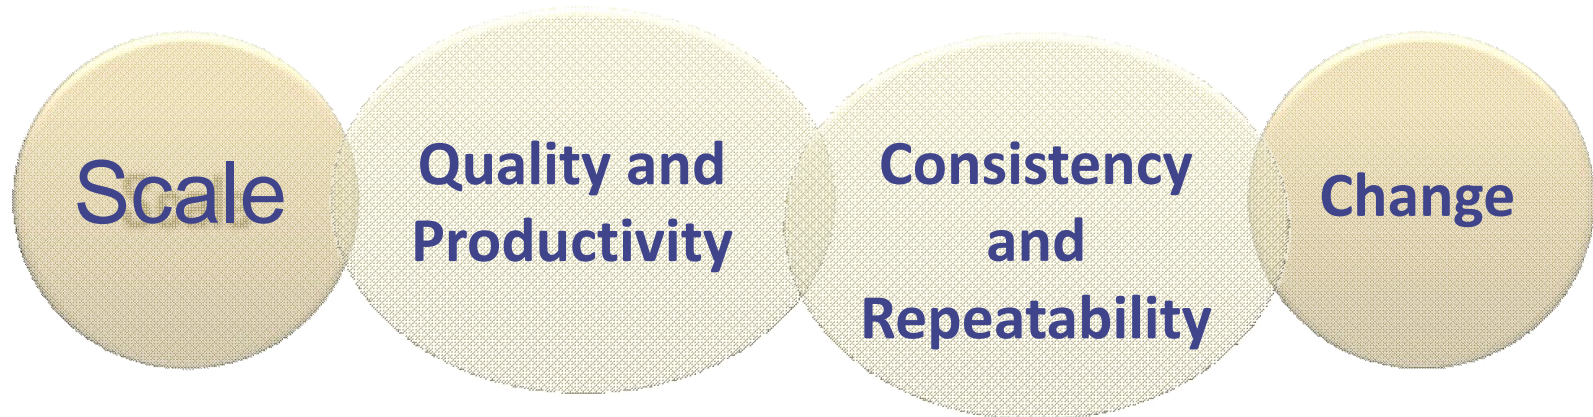 Scale
Quality and
Productivity
Consistency
and
Repeatability
Change